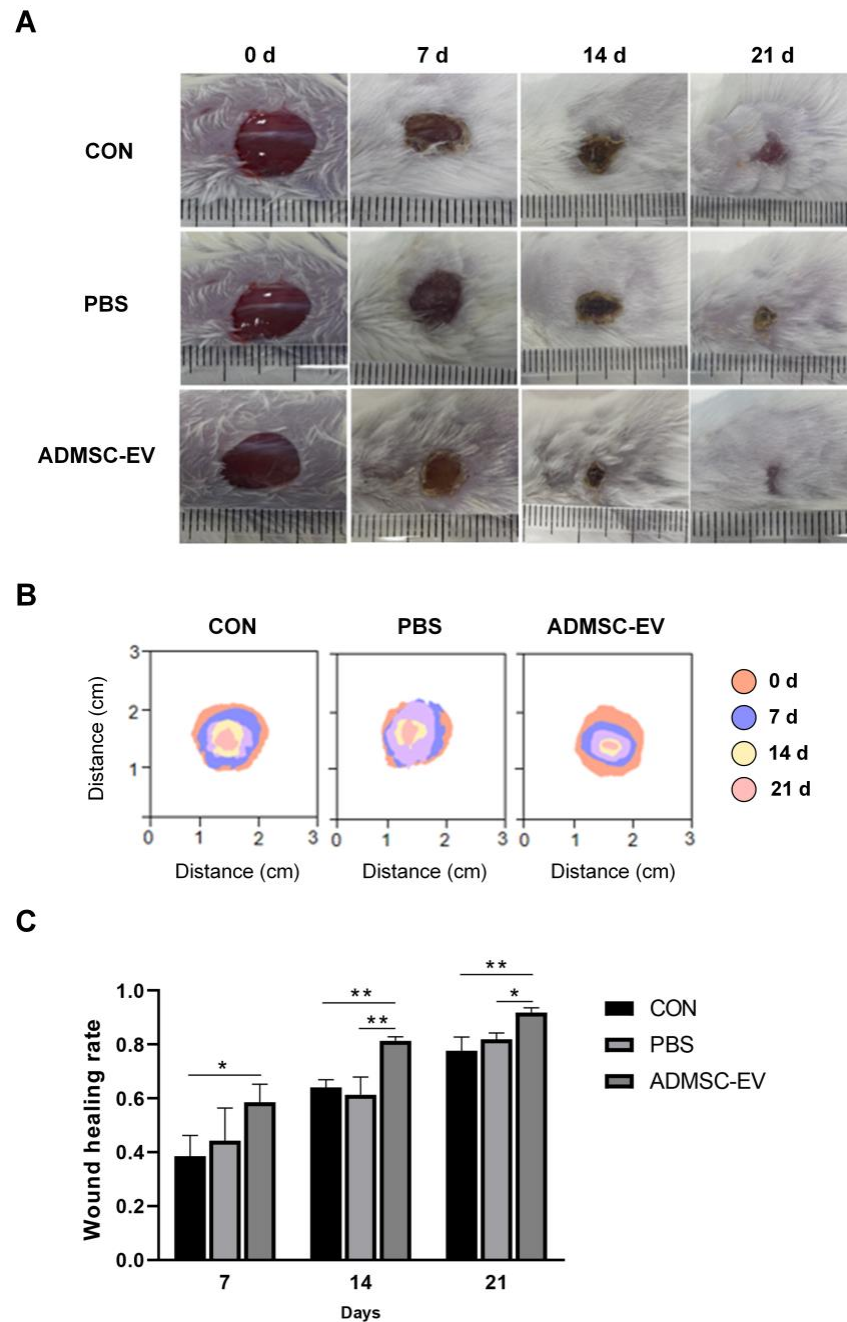 A
0 d 7 d 14 d 21 d
CON
PBS
ADMSC-EV
B
CON PBS ADMSC-EV
3
2
1
Distance (cm)
0 1 2 3 0 1 2 3 0 1 2 3
Distance (cm) Distance (cm) Distance (cm)
0 d
7 d
14 d
21 d
C
** 
* ** ** *
1.0
0.8
0.6
0.4
0.2
0.0
Wound healing rate
7 14 21
Days
CON
PBS
ADMSC-EV